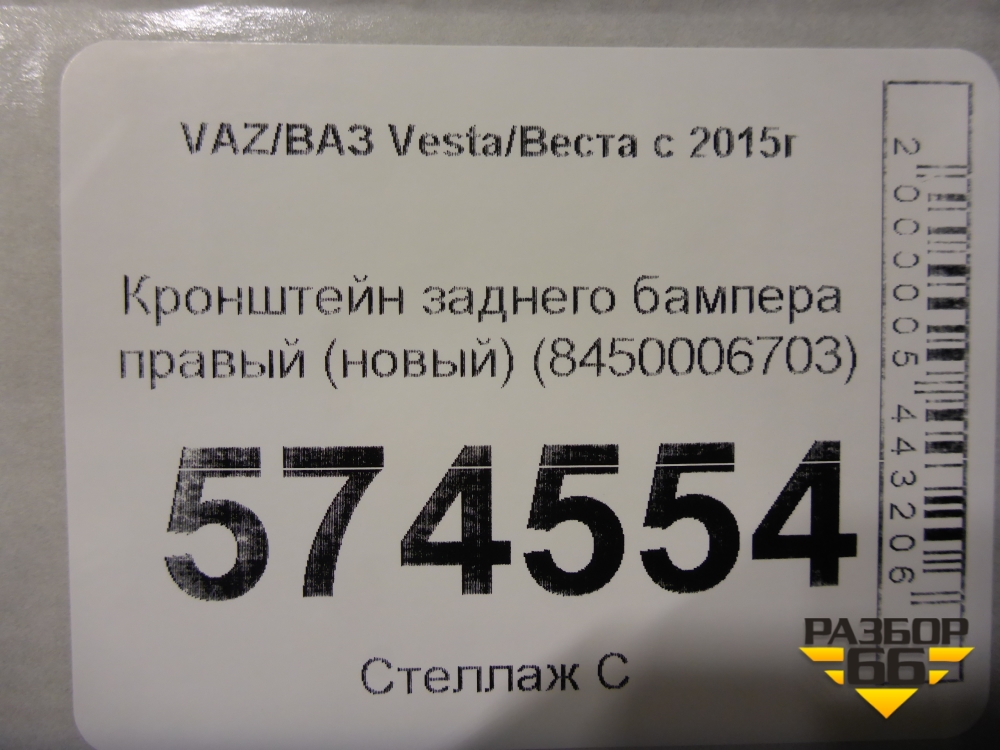 VAZ/ВАЗ Vesta/Веста с 2015г
Кронштейн заднего бампера
правый (новый) (8450006703)
574554
Стеллаж С
2000005443206
РАЗБОР
66